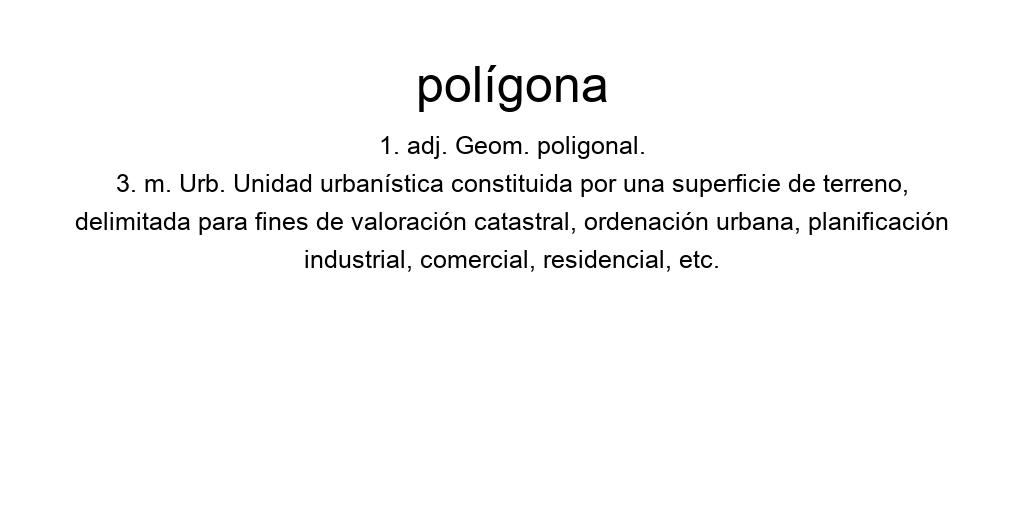 polígona
1. adj. Geom. poligonal.
3. m. Urb. Unidad urbanística constituida por una superficie de terreno,
delimitada para fines de valoración catastral, ordenación urbana, planificación
industrial, comercial, residencial, etc.